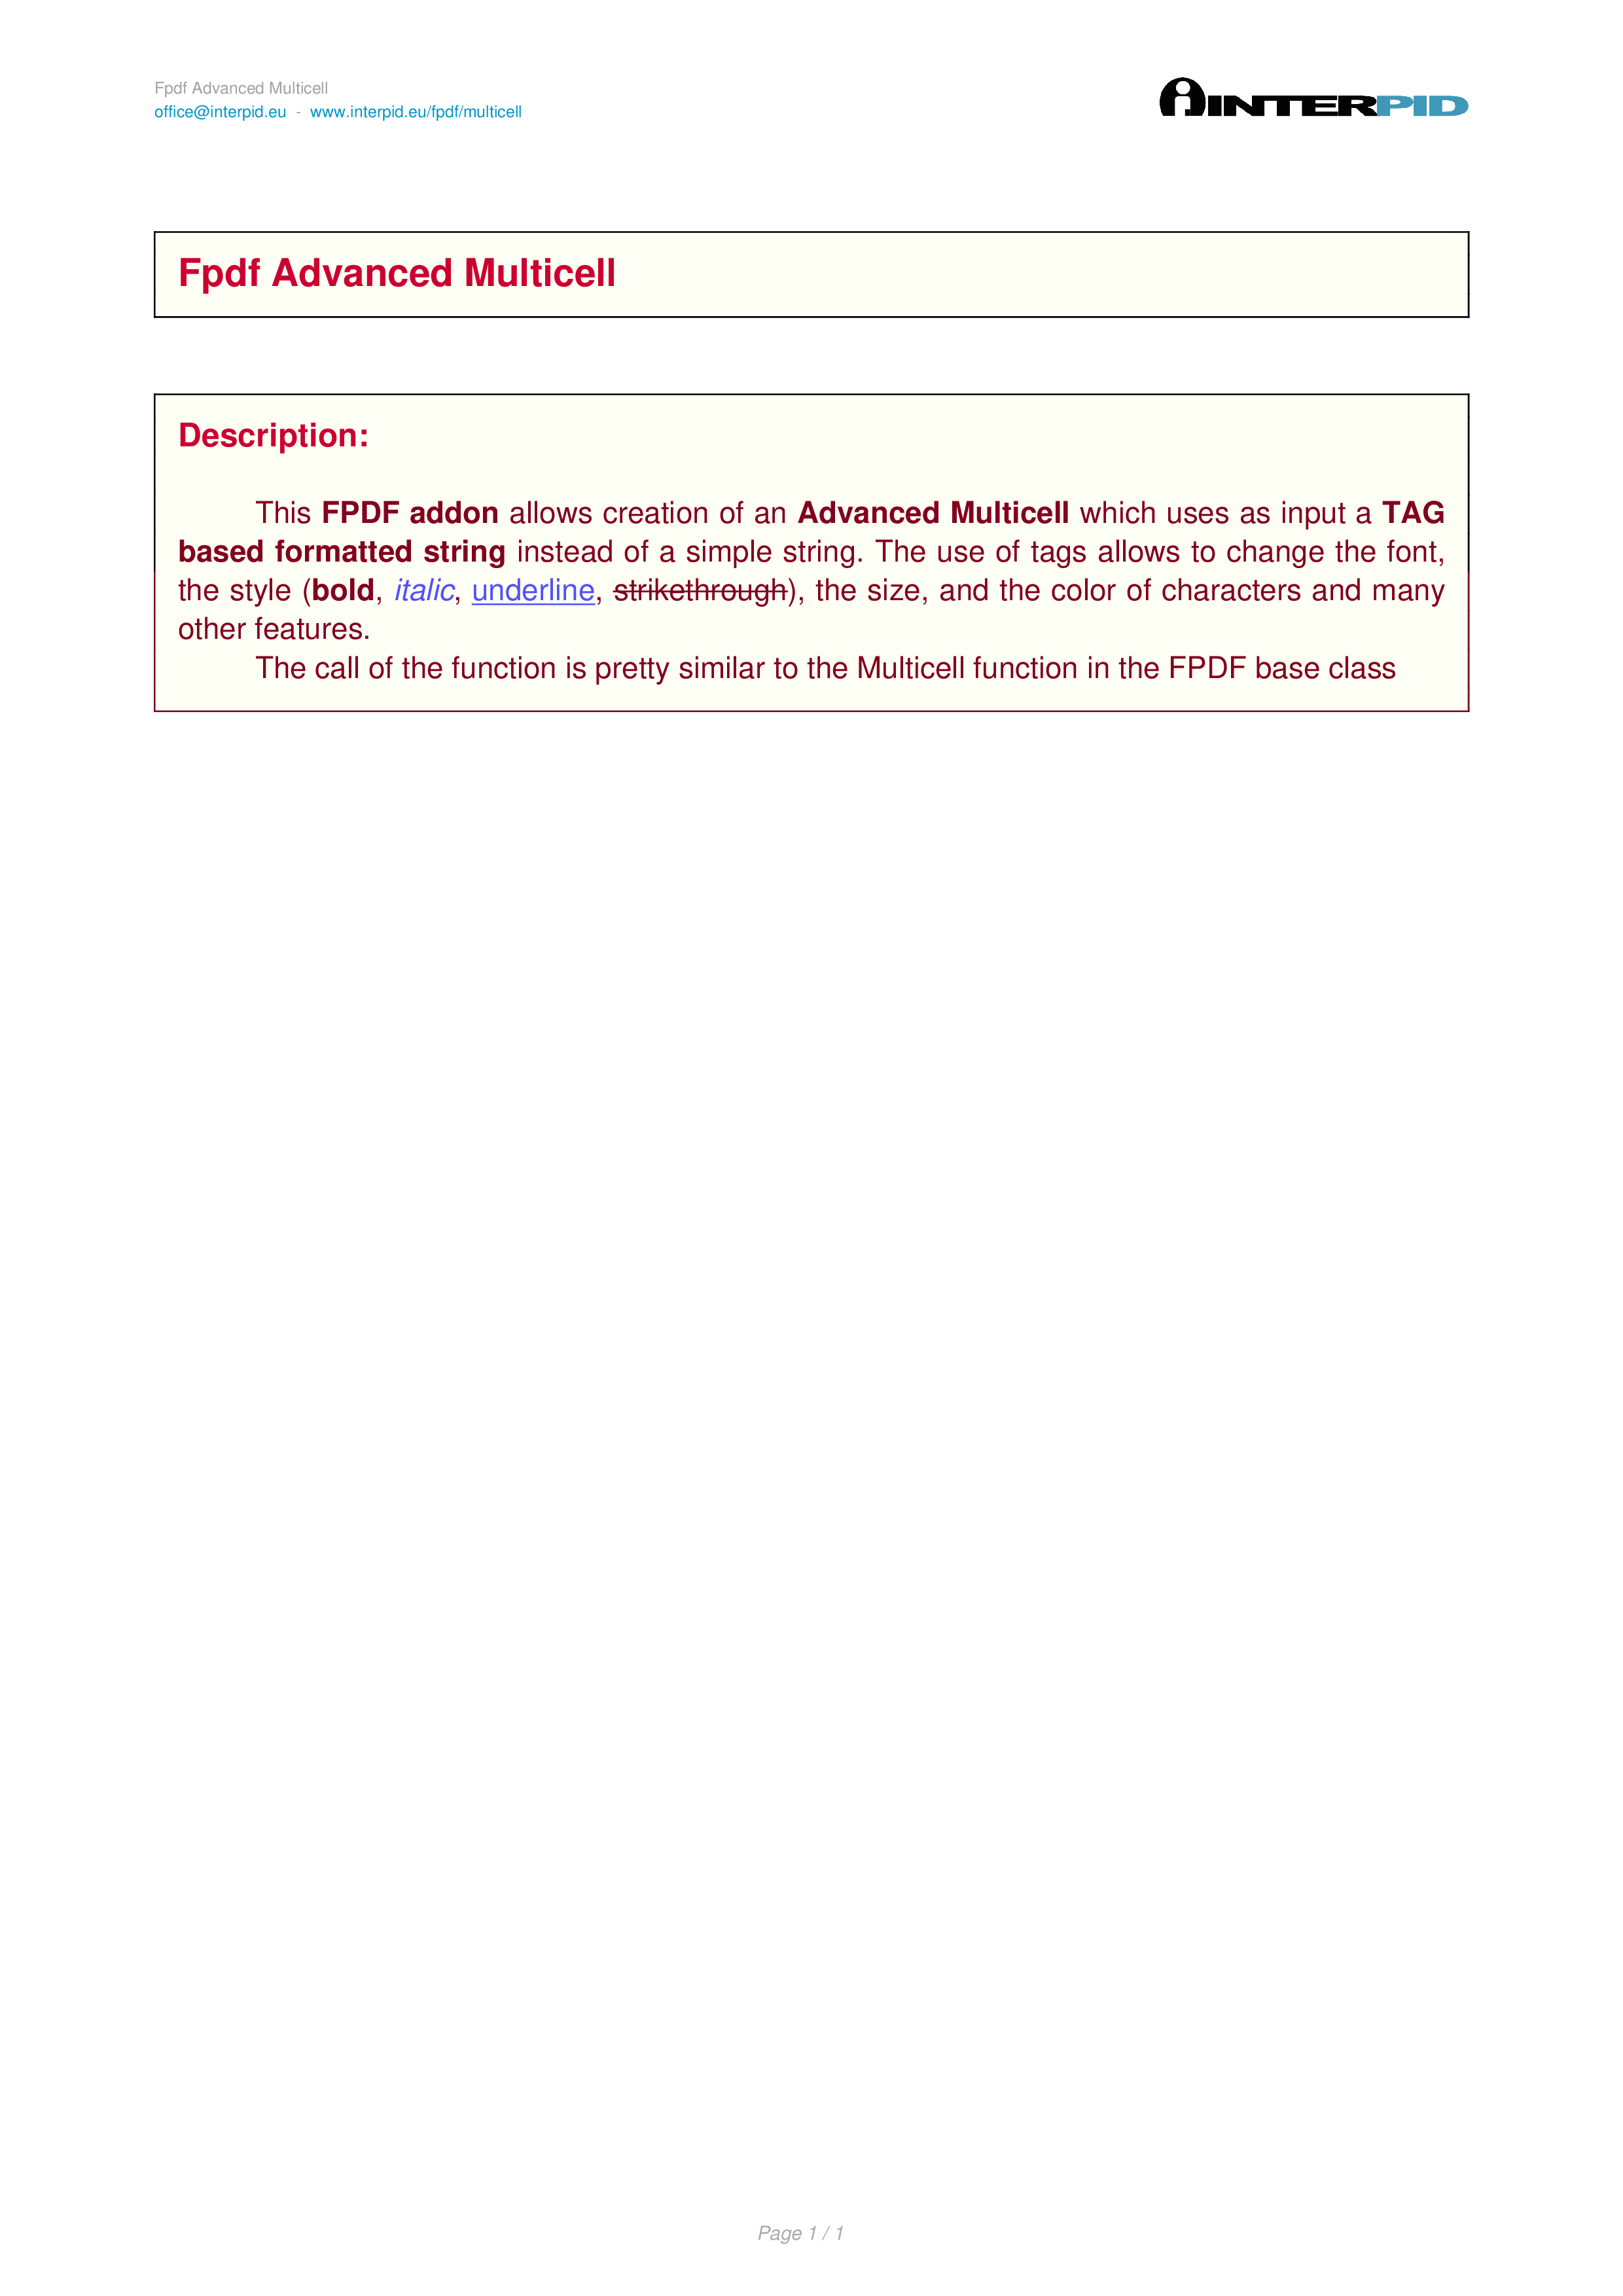 Fpdf Advanced Multicell
office@interpid.eu - www.interpid.eu/fpdf/multicell
INTERPID
Fpdf Advanced Multicell
Description:
This FPDF addon allows creation of an Advanced Multicell which uses as input a TAG
based formatted string instead of a simple string. The use of tags allows to change the font,
the style (bold, italic, underline, strikethrough), the size, and the color of characters and many
other features.
The call of the function is pretty similar to the Multicell function in the FPDF base class
Page 1 / 1